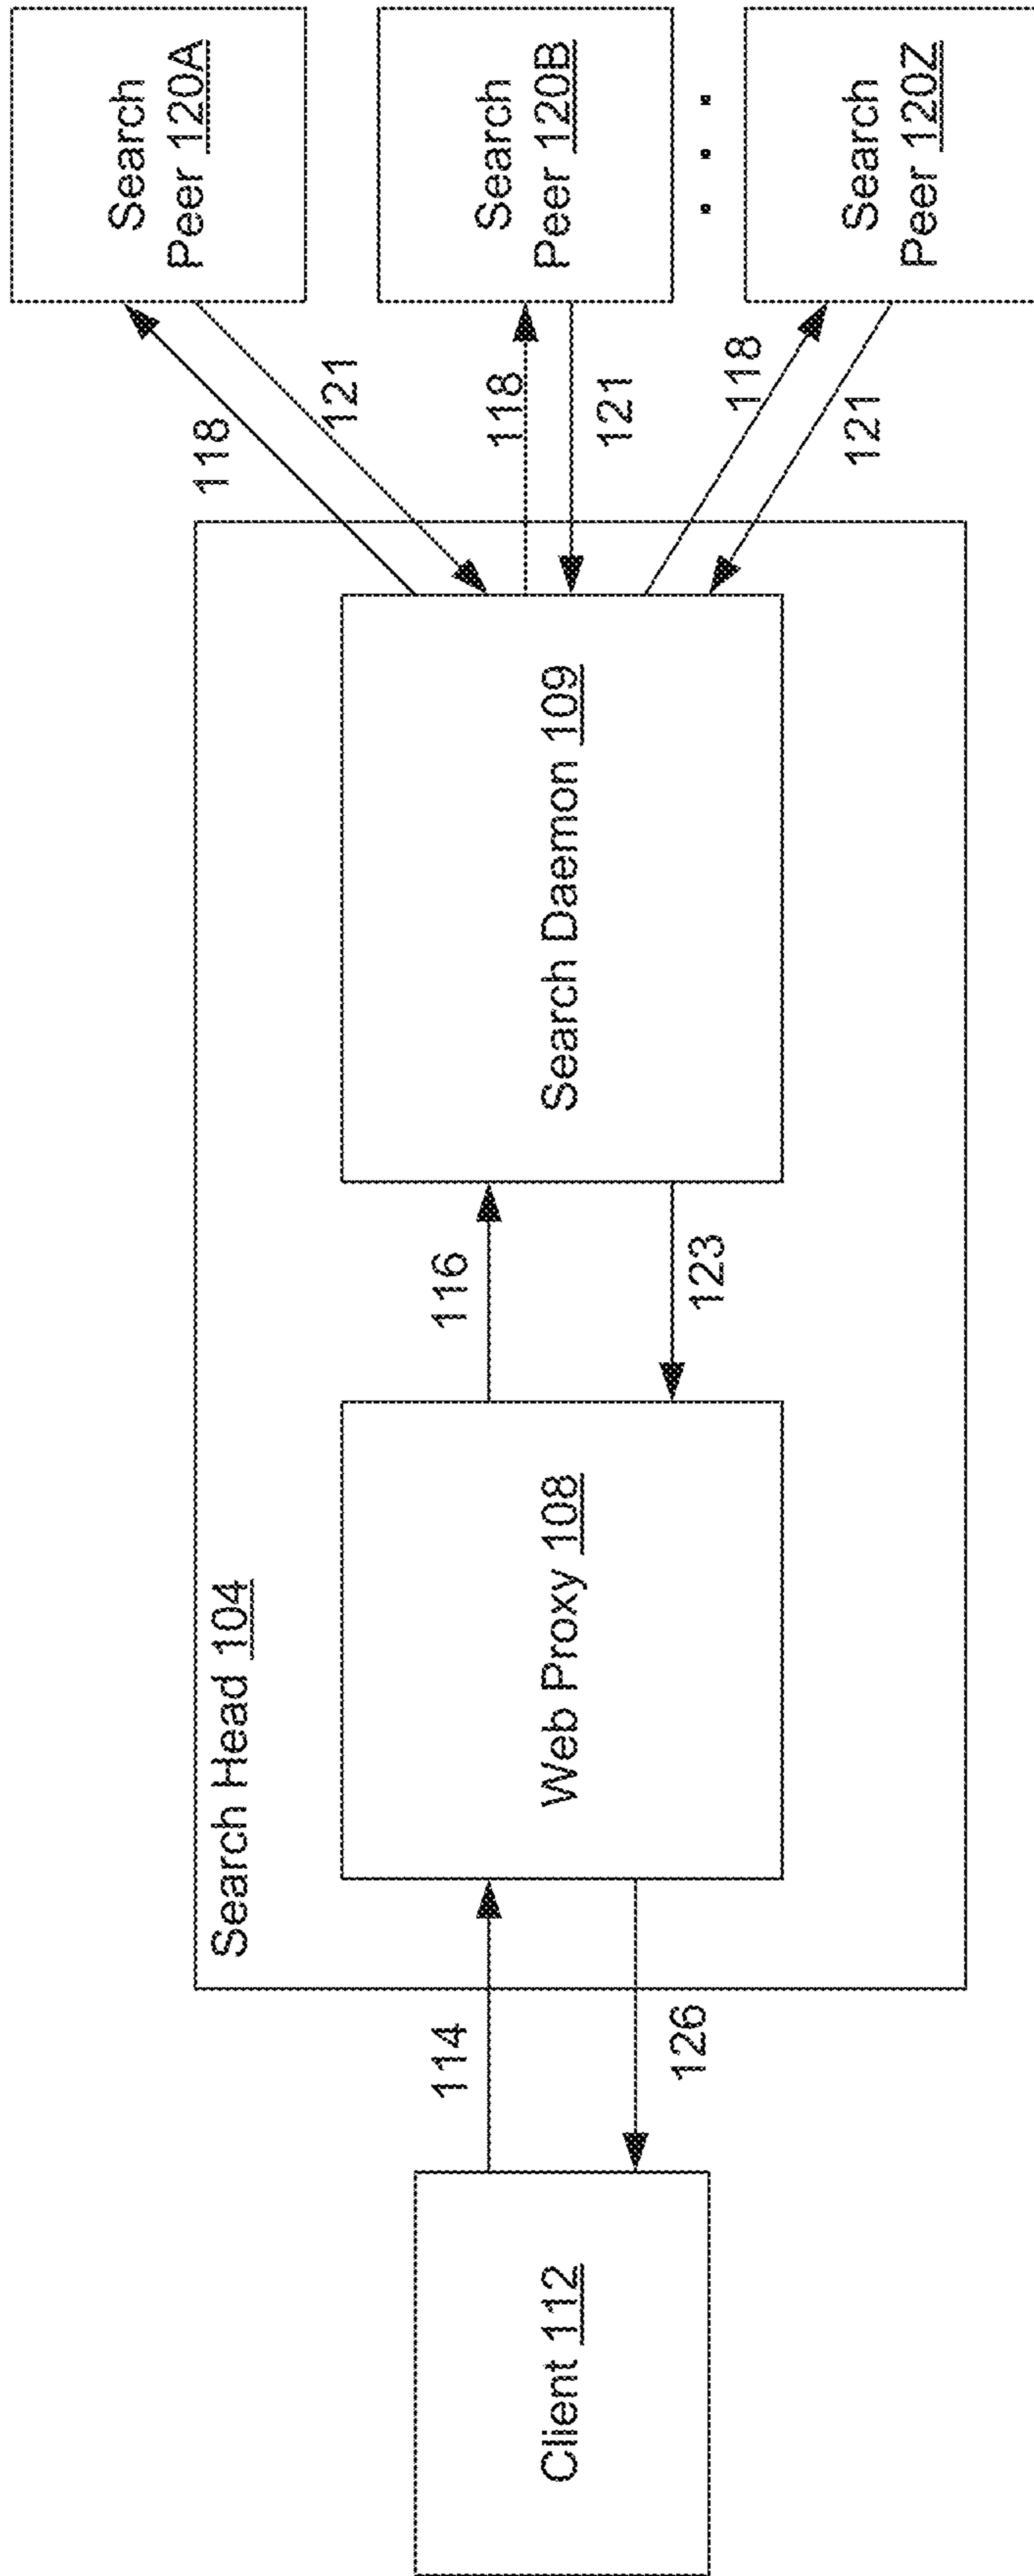 Search Head 104
Client 112
114
126
Web Proxy 108
116
123
Search Daemon 109
118
121
118
121
118
121
Search
Peer 120A
Search
Peer 120B
Search
Peer 120Z